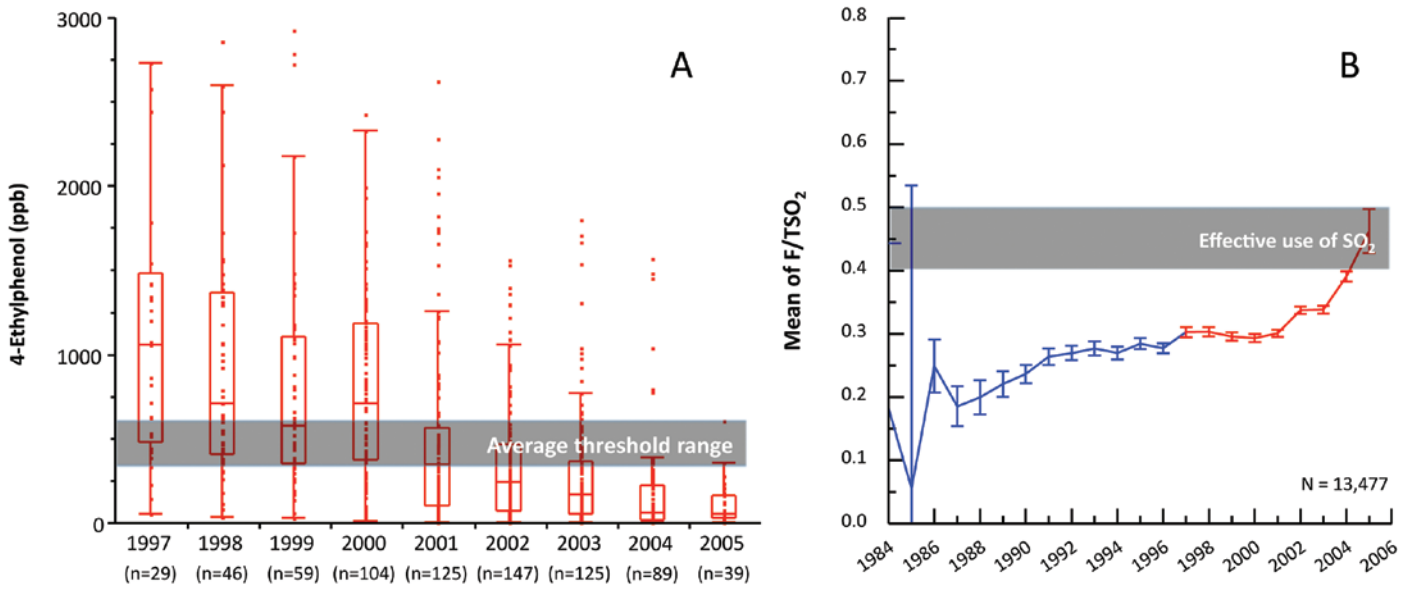 A
4-Ethylphenol (ppb)
3000
2000
1000
0
Average threshold range
1997 1998 1999 2000 2001 2002 2003 2004 2005
(n=29) (n=46) (n=59) (n=104) (n=125) (n=147) (n=125) (n=89) (n=39)
B
Mean of F/TSO₂
0.8
0.7
0.6
0.5
0.4
0.3
0.2
0.1
0.0
Effective use of SO₂
N = 13,477
1984 1986 1988 1990 1992 1994 1996 1998 2000 2002 2004 2006